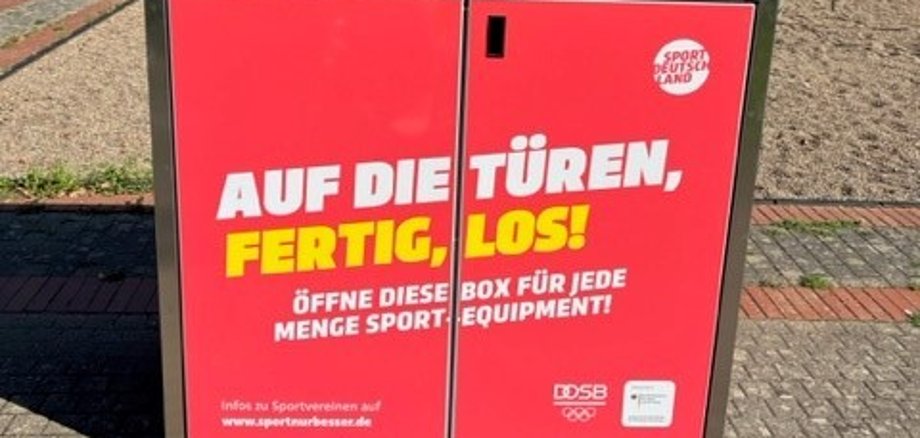 SPORT
DEUTSCH
LAND
AUF DIE TÜREN,
FERTIG, LOS!
ÖFFNE DIESE BOX FÜR JEDE
MENGE SPORT-EQUIPMENT!
Infos zu Sportvereinen auf
www.sportnurbesser.de
DOSB